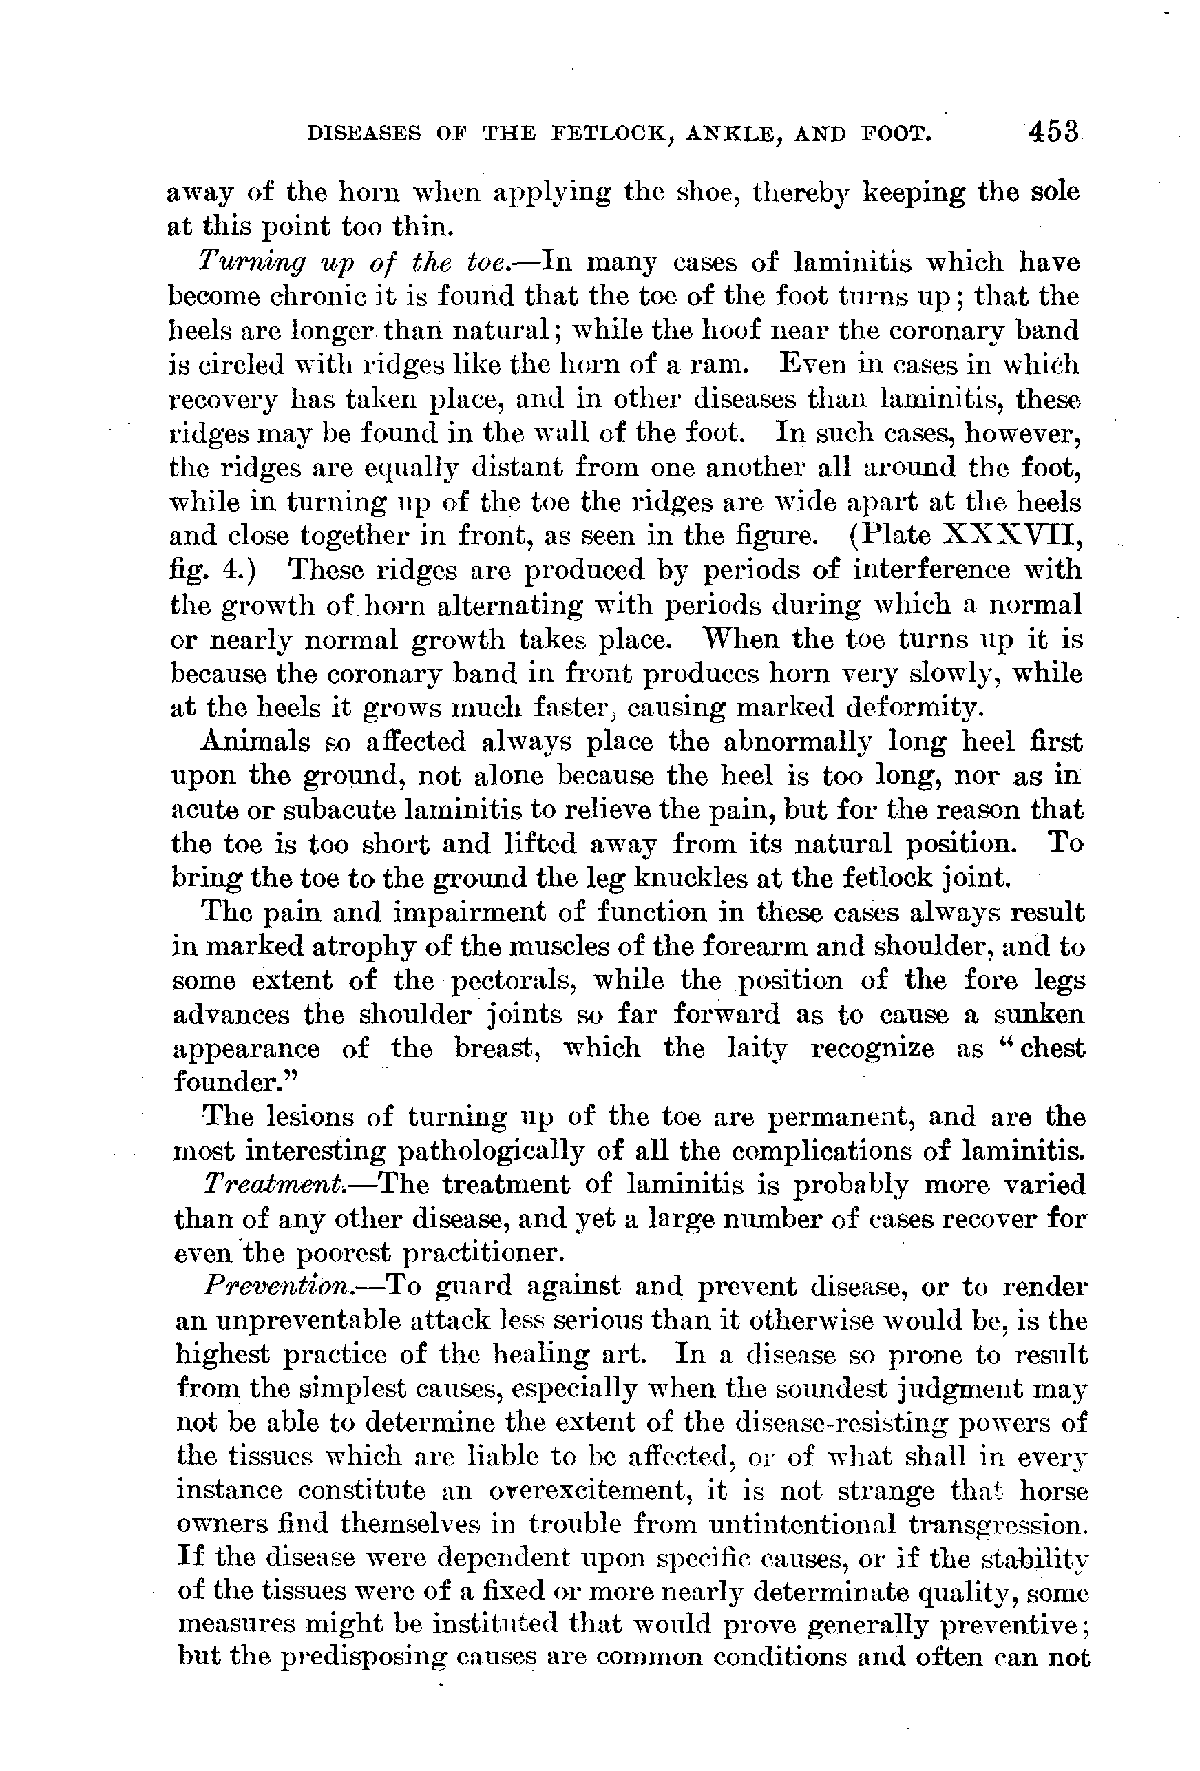 DISEASES OF THE FETLOCK, ANKLE, AND FOOT. 453
away of the horn when applying the shoe, thereby keeping the sole
at this point too thin.
Turning up of the toe.—In many cases of laminitis which have
become chronic it is found that the toe of the foot turns up; that the
heels are longer than natural; while the hoof near the coronary band
is circled with ridges like the horn of a ram. Even in cases in which
recovery has taken place, and in other diseases than laminitis, these
ridges may be found in the wall of the foot. In such cases, however,
the ridges are equally distant from one another all around the foot,
while in turning up of the toe the ridges are wide apart at the heels
and close together in front, as seen in the figure. (Plate XXXVII,
fig. 4.) These ridges are produced by periods of interference with
the growth of horn alternating with periods during which a normal
or nearly normal growth takes place. When the toe turns up it is
because the coronary band in front produces horn very slowly, while
at the heels it grows much faster, causing marked deformity.
Animals so affected always place the abnormally long heel first
upon the ground, not alone because the heel is too long, nor as in
acute or subacute laminitis to relieve the pain, but for the reason that
the toe is too short and lifted away from its natural position. To
bring the toe to the ground the leg knuckles at the fetlock joint.
The pain and impairment of function in these cases always result
in marked atrophy of the muscles of the forearm and shoulder, and to
some extent of the pectorals, while the position of the fore legs
advances the shoulder joints so far forward as to cause a sunken
appearance of the breast, which the laity recognize as "chest
founder."
The lesions of turning up of the toe are permanent, and are the
most interesting pathologically of all the complications of laminitis.
Treatment.—The treatment of laminitis is probably more varied
than of any other disease, and yet a large number of cases recover for
even the poorest practitioner.
Prevention.—To guard against and prevent disease, or to render
an unpreventable attack less serious than it otherwise would be, is the
highest practice of the healing art. In a disease so prone to result
from the simplest causes, especially when the soundest judgment may
not be able to determine the extent of the disease-resisting powers of
the tissues which are liable to be affected, or of what shall in every
instance constitute an overexcitement, it is not strange that horse
owners find themselves in trouble from untintentional transgression.
If the disease were dependent upon specific causes, or if the stability
of the tissues were of a fixed or more nearly determinate quality, some
measures might be instituted that would prove generally preventive;
but the predisposing causes are common conditions and often can not